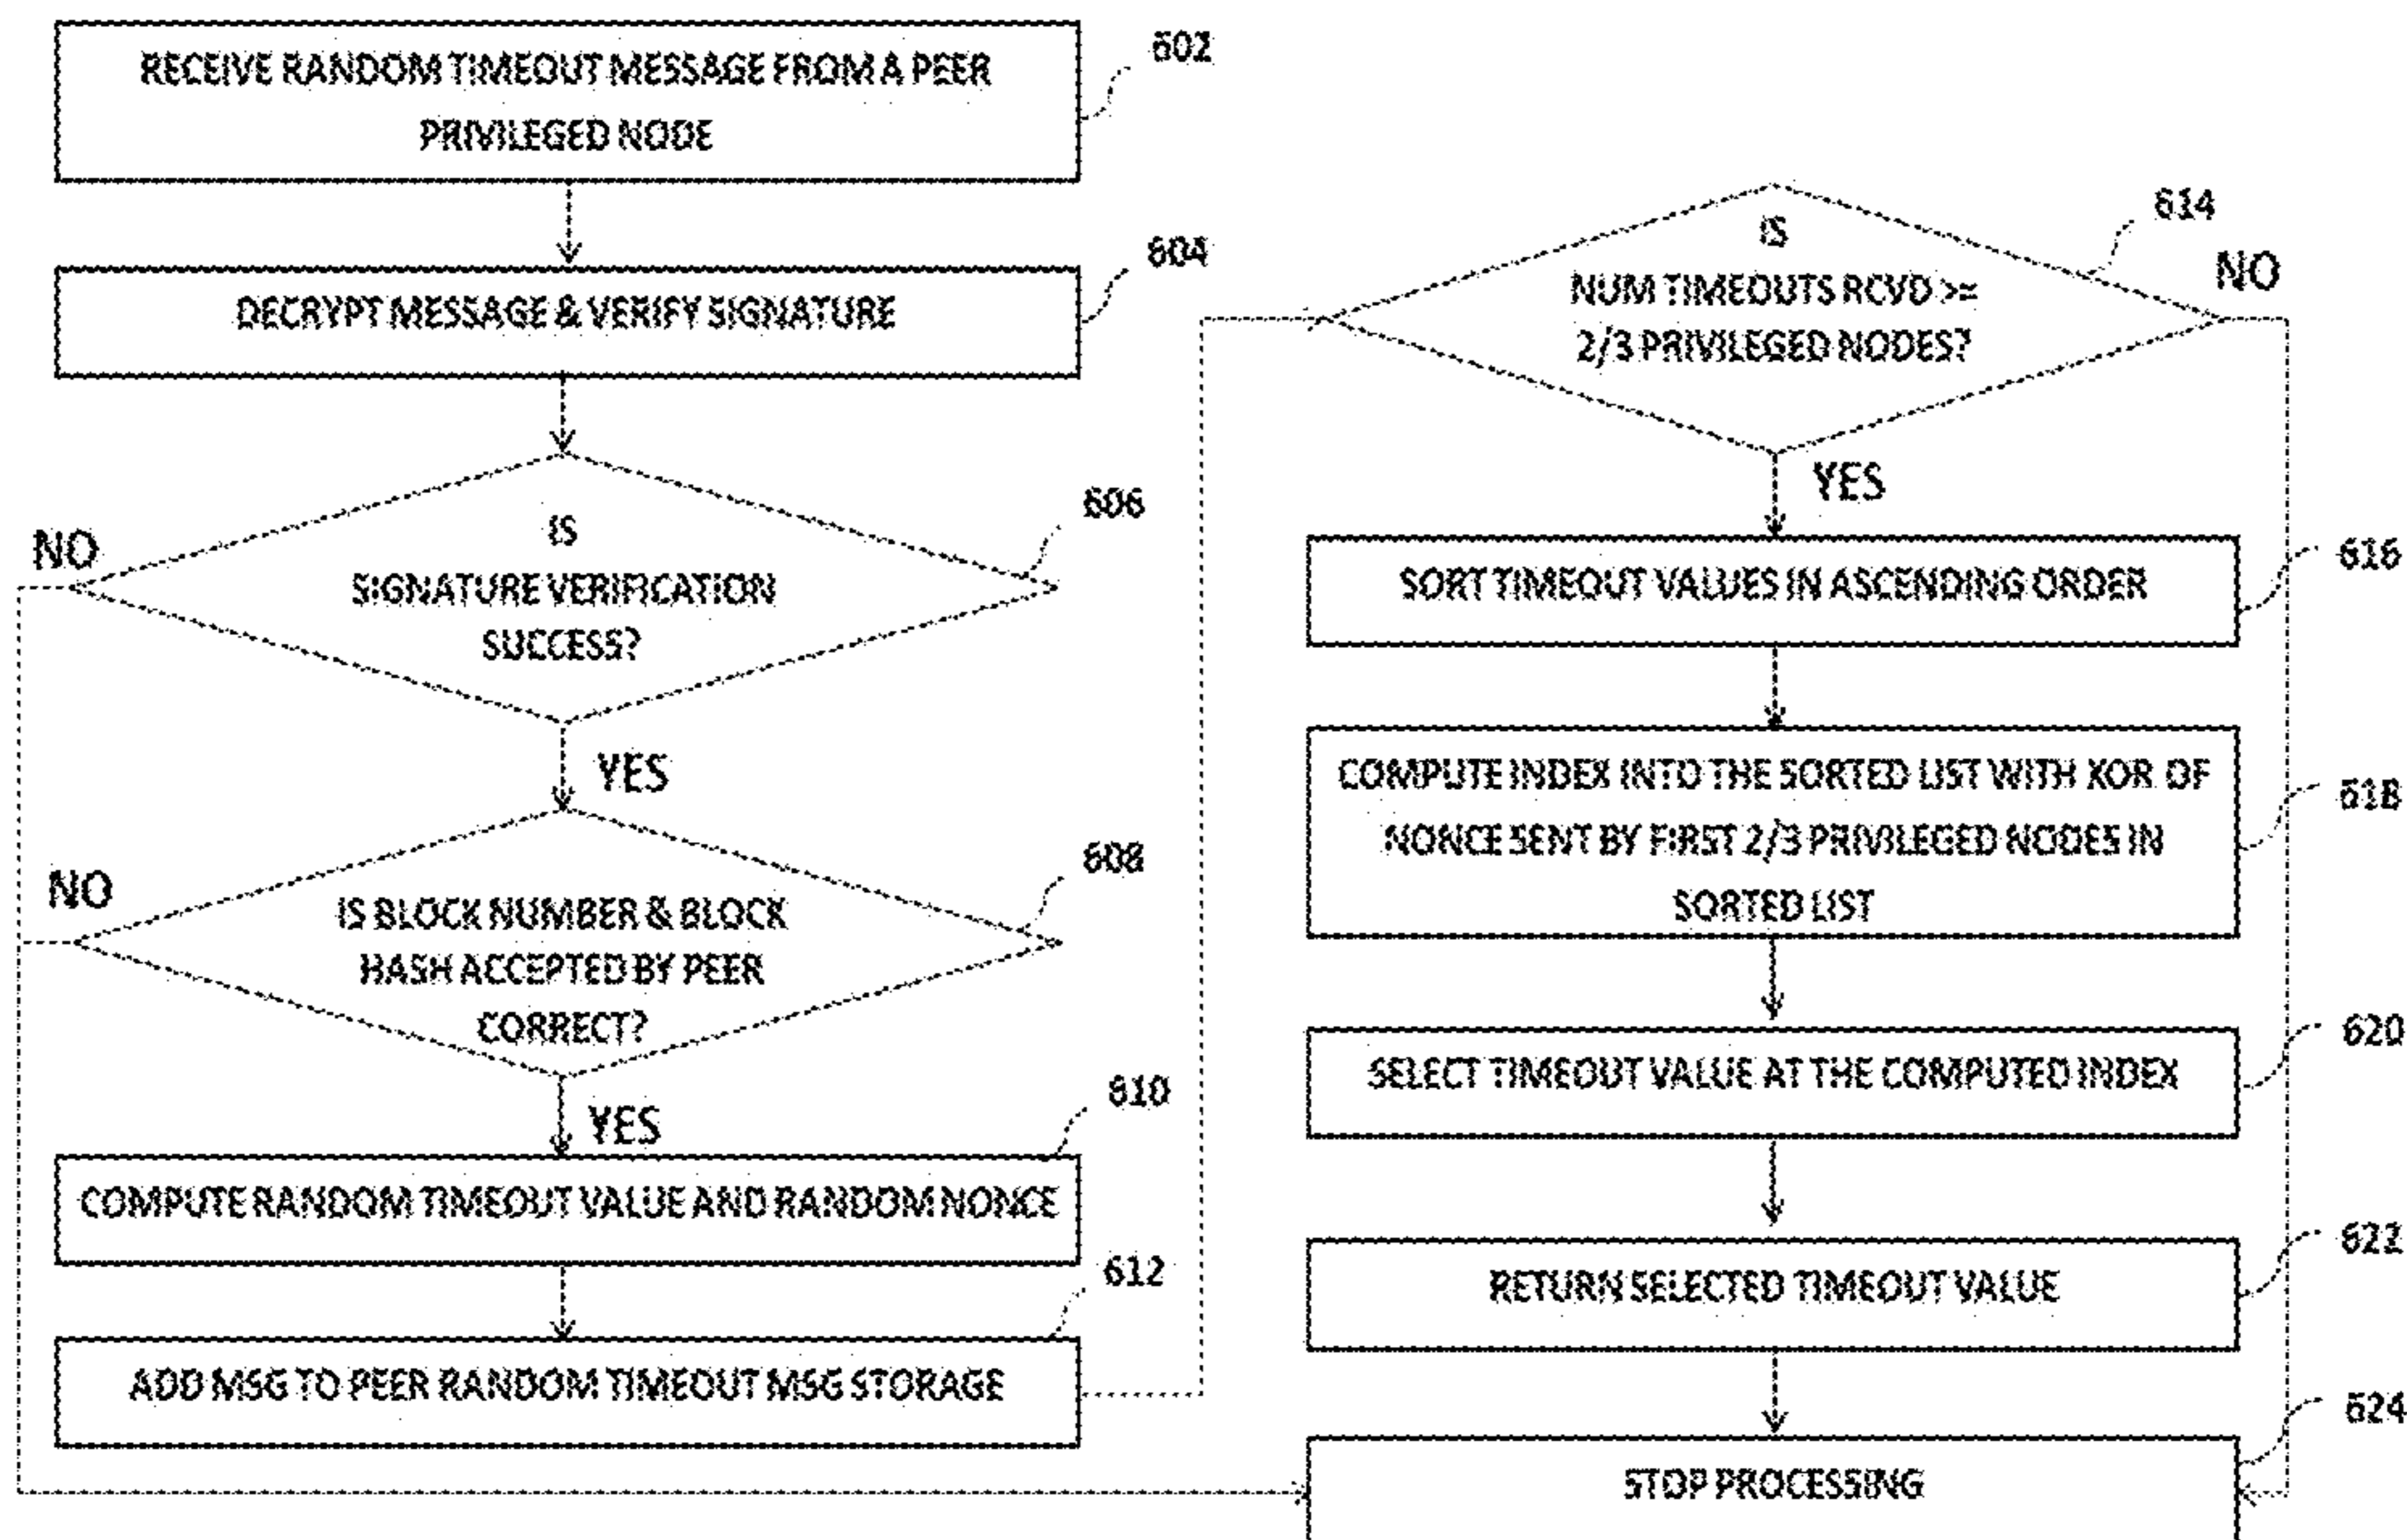 RECEIVE RANDOM TIMEOUT MESSAGE FROM A PEER
PRIVILEGED NODE
602
DECRYPT MESSAGE & VERIFY SIGNATURE
604
IS
SIGNATURE VERIFICATION
SUCCESS?
606
NO
YES
IS BLOCK NUMBER & BLOCK
HASH ACCEPTED BY PEER
CORRECT?
608
NO
YES
610
COMPUTE RANDOM TIMEOUT VALUE AND RANDOM NONCE
612
ADD MSG TO PEER RANDOM TIMEOUT MSG STORAGE
IS
NUM TIMEOUTS RCVD >=
2/3 PRIVILEGED NODES?
614
NO
YES
SORT TIMEOUT VALUES IN ASCENDING ORDER
616
COMPUTE INDEX INTO THE SORTED LIST WITH XOR OF
NONCE SENT BY FIRST 2/3 PRIVILEGED NODES IN
SORTED LIST
618
SELECT TIMEOUT VALUE AT THE COMPUTED INDEX
620
RETURN SELECTED TIMEOUT VALUE
622
STOP PROCESSING
624